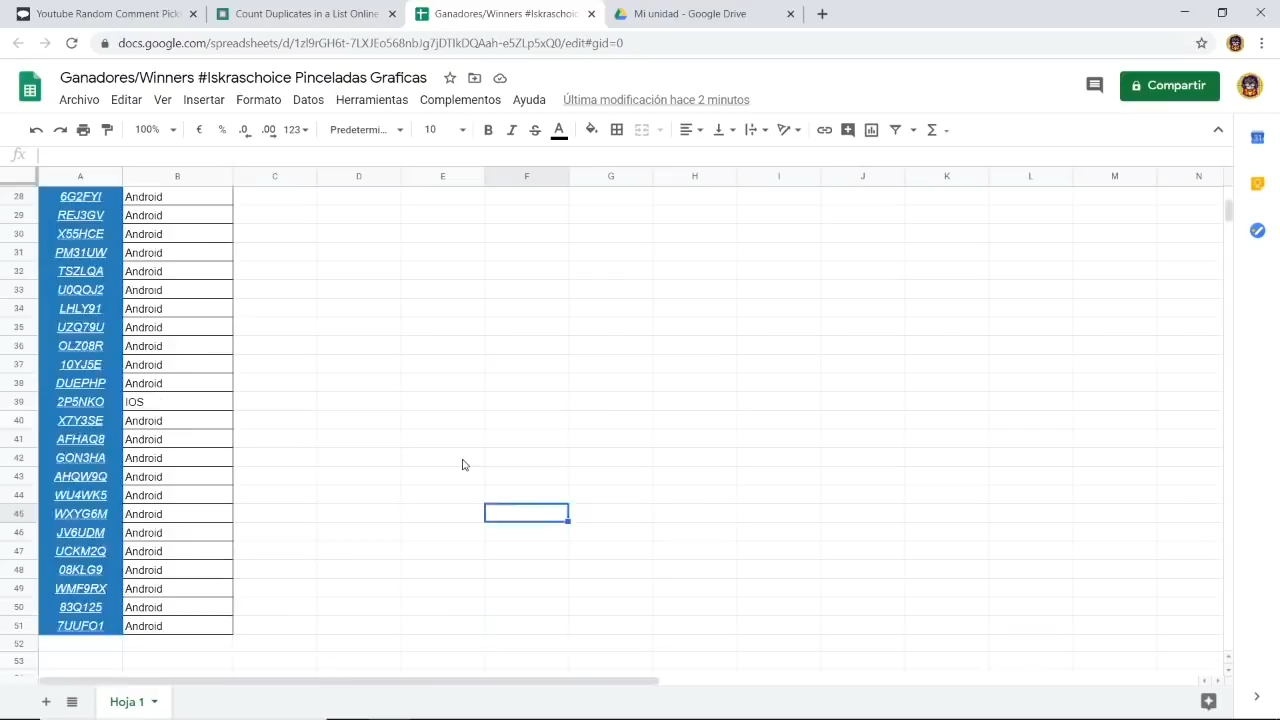 Youtube Random Comment Pick
Count Duplicates in a List Online
Ganadores/Winners #Iskraschoic
Mi unidad - Google Drive
docs.google.com/spreadsheets/d/1zl9rGH6t-7LXJEo568nbJg7jDTlkDQAah-e5ZLp5xQ0/edit#gid=0
Ganadores/Winners #Iskraschoice Pinceladas Graficas
Archivo Editar Ver Insertar Formato Datos Herramientas Complementos Ayuda Última modificación hace 2 minutos
Compartir
100% € % .0 .00 123 Predetermi... 10 B I S A Σ
fx
A B C D E F G H I J K L M N
28 6G2FYI Android
29 REJ3GV Android
30 X55HCE Android
31 PM31UW Android
32 TSZLQA Android
33 U0QOJ2 Android
34 LHLY91 Android
35 UZQ79U Android
36 OLZ08R Android
37 10YJ5E Android
38 DUEPHP Android
39 2P5NKO IOS
40 X7Y3SE Android
41 AFHAQ8 Android
42 GON3HA Android
43 AHQW9Q Android
44 WU4WK5 Android
45 WXYG6M Android
46 JV6UDM Android
47 UCKM2Q Android
48 08KLG9 Android
49 WMF9RX Android
50 83Q125 Android
51 7UUFO1 Android
52
53
Hoja 1